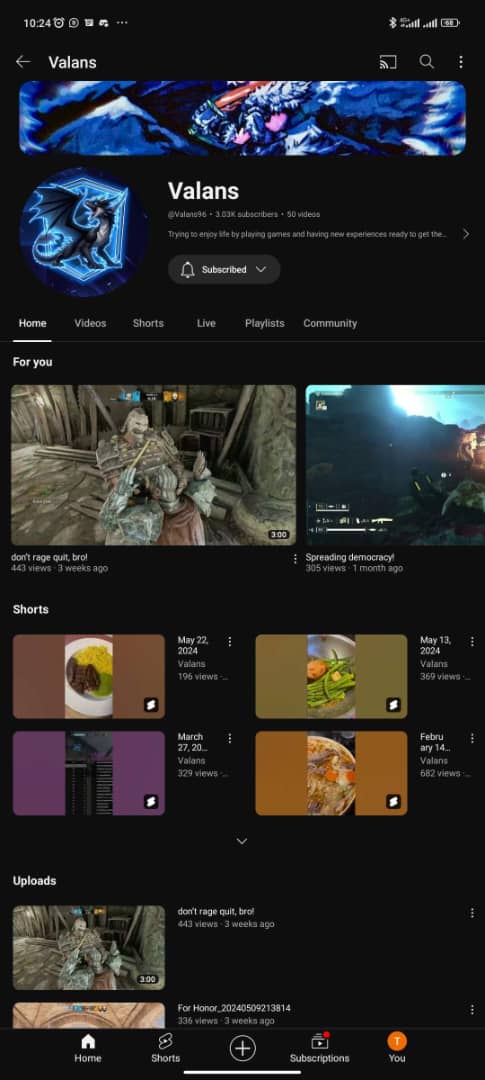 10:24
68
Valans
Valans
@Valans96 • 3.03K subscribers • 50 videos
Trying to enjoy life by playing games and having new experiences ready to get the...
Subscribed
Home Videos Shorts Live Playlists Community
For you
3:00
don't rage quit, bro!
443 views · 3 weeks ago
Spreading democracy!
305 views · 1 month ago
Shorts
May 22,
2024
Valans
196 views ·...
May 13,
2024
Valans
369 views ·...
March
27, 20...
Valans
329 views ·...
Febru
ary 14...
Valans
682 views ·...
Uploads
3:00
don't rage quit, bro!
443 views · 3 weeks ago
For Honor_20240509213814
336 views · 3 weeks ago
Home Shorts Subscriptions T You